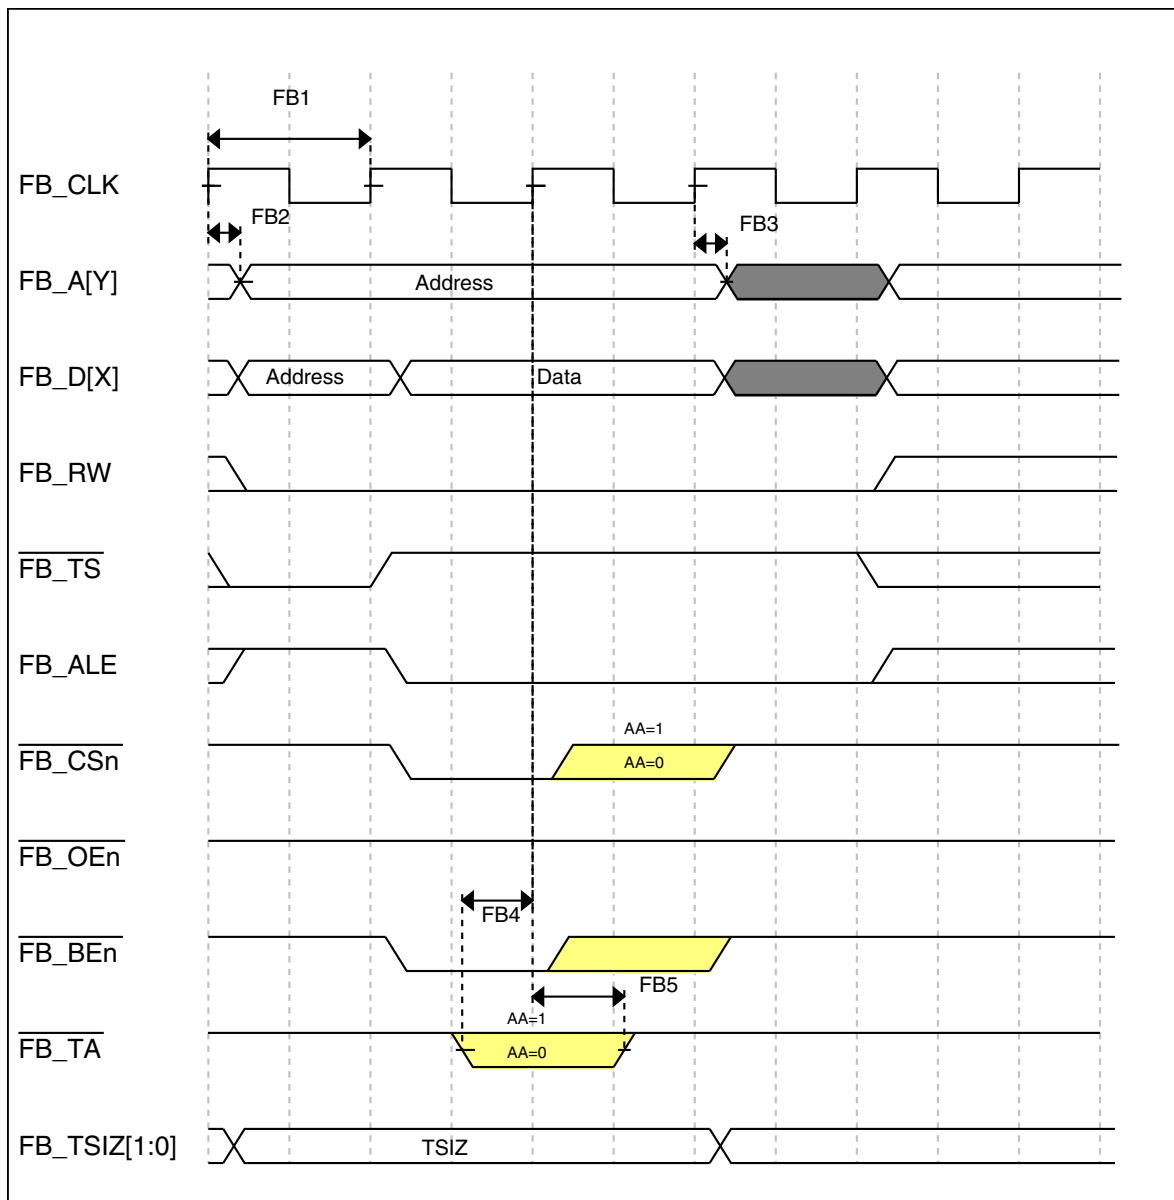 FB1
FB_CLK
FB2
FB3
FB_A[Y]
Address
FB_D[X]
Address
Data
FB_RW
FB_TS
FB_ALE
AA=1
FB_CSn
AA=0
FB_OEn
FB4
FB_BEn
FB5
AA=1
FB_TA
AA=0
FB_TSIZ[1:0]
TSIZ